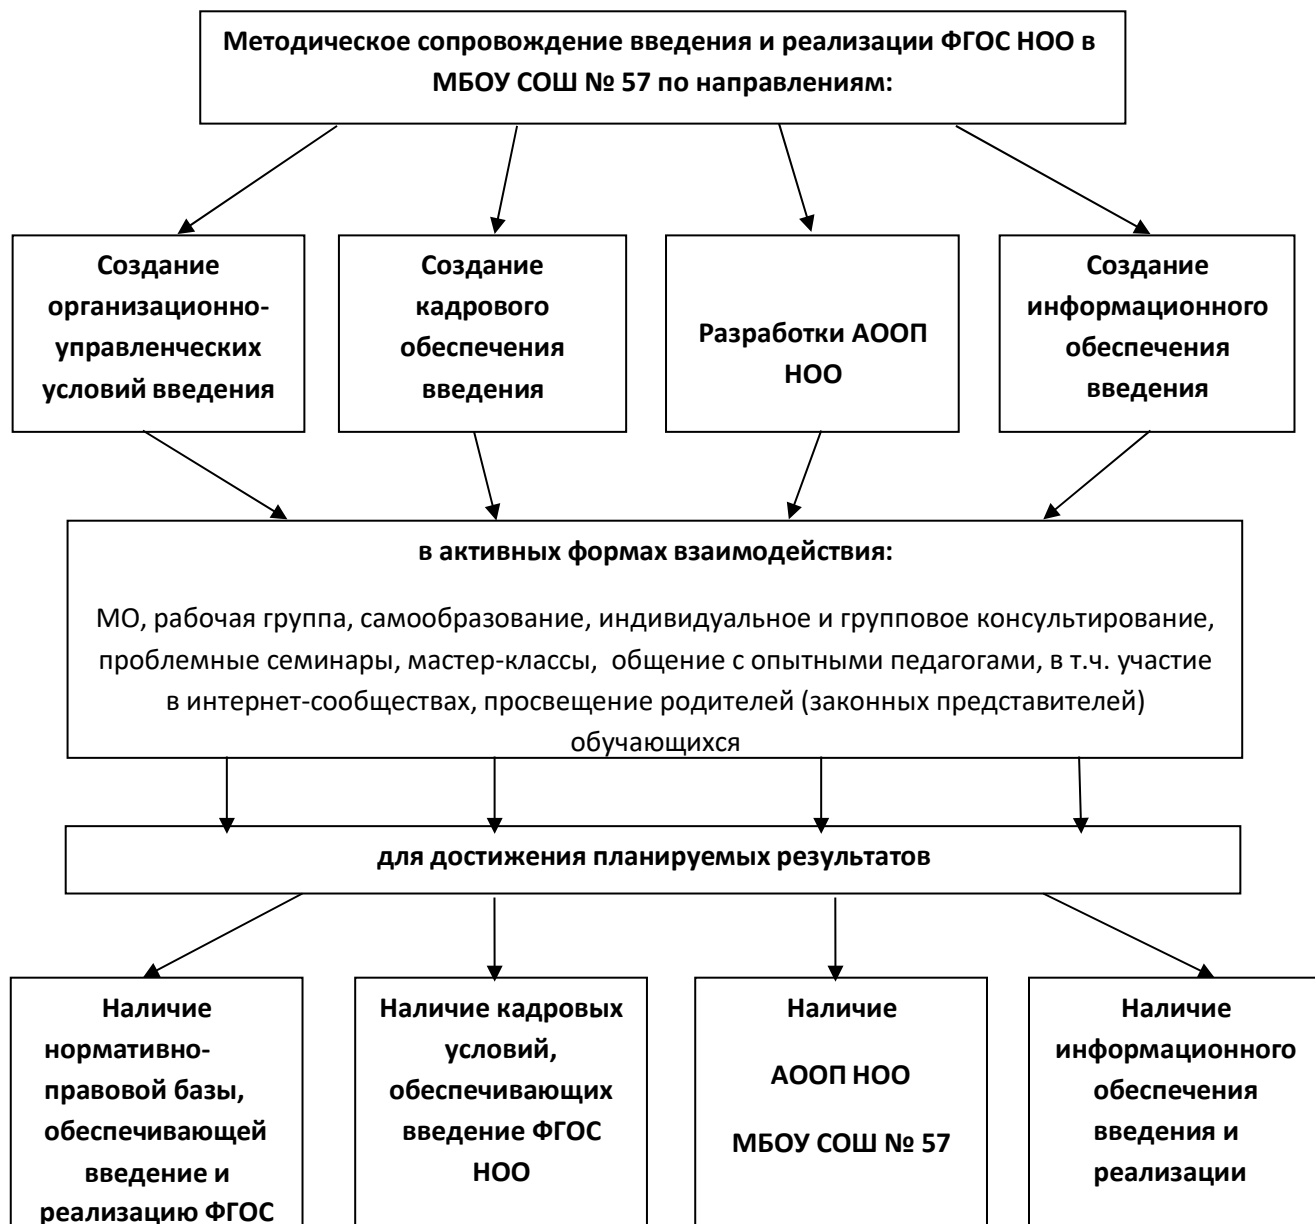 Методическое сопровождение введения и реализации ФГОС НОО в
МБОУ СОШ № 57 по направлениям:
Создание
организационно-
управленческих
условий введения
Создание
кадрового
обеспечения
введения
Разработки АООП
НОО
Создание
информационного
обеспечения
введения
в активных формах взаимодействия:
МО, рабочая группа, самообразование, индивидуальное и групповое консультирование,
проблемные семинары, мастер-классы, общение с опытными педагогами, в т.ч. участие
в интернет-сообществах, просвещение родителей (законных представителей)
обучающихся
для достижения планируемых результатов
Наличие
нормативно-
правовой базы,
обеспечивающей
введение и
реализацию ФГОС
Наличие кадровых
условий,
обеспечивающих
введение ФГОС
НОО
Наличие
АООП НОО
МБОУ СОШ № 57
Наличие
информационного
обеспечения
введения и
реализации